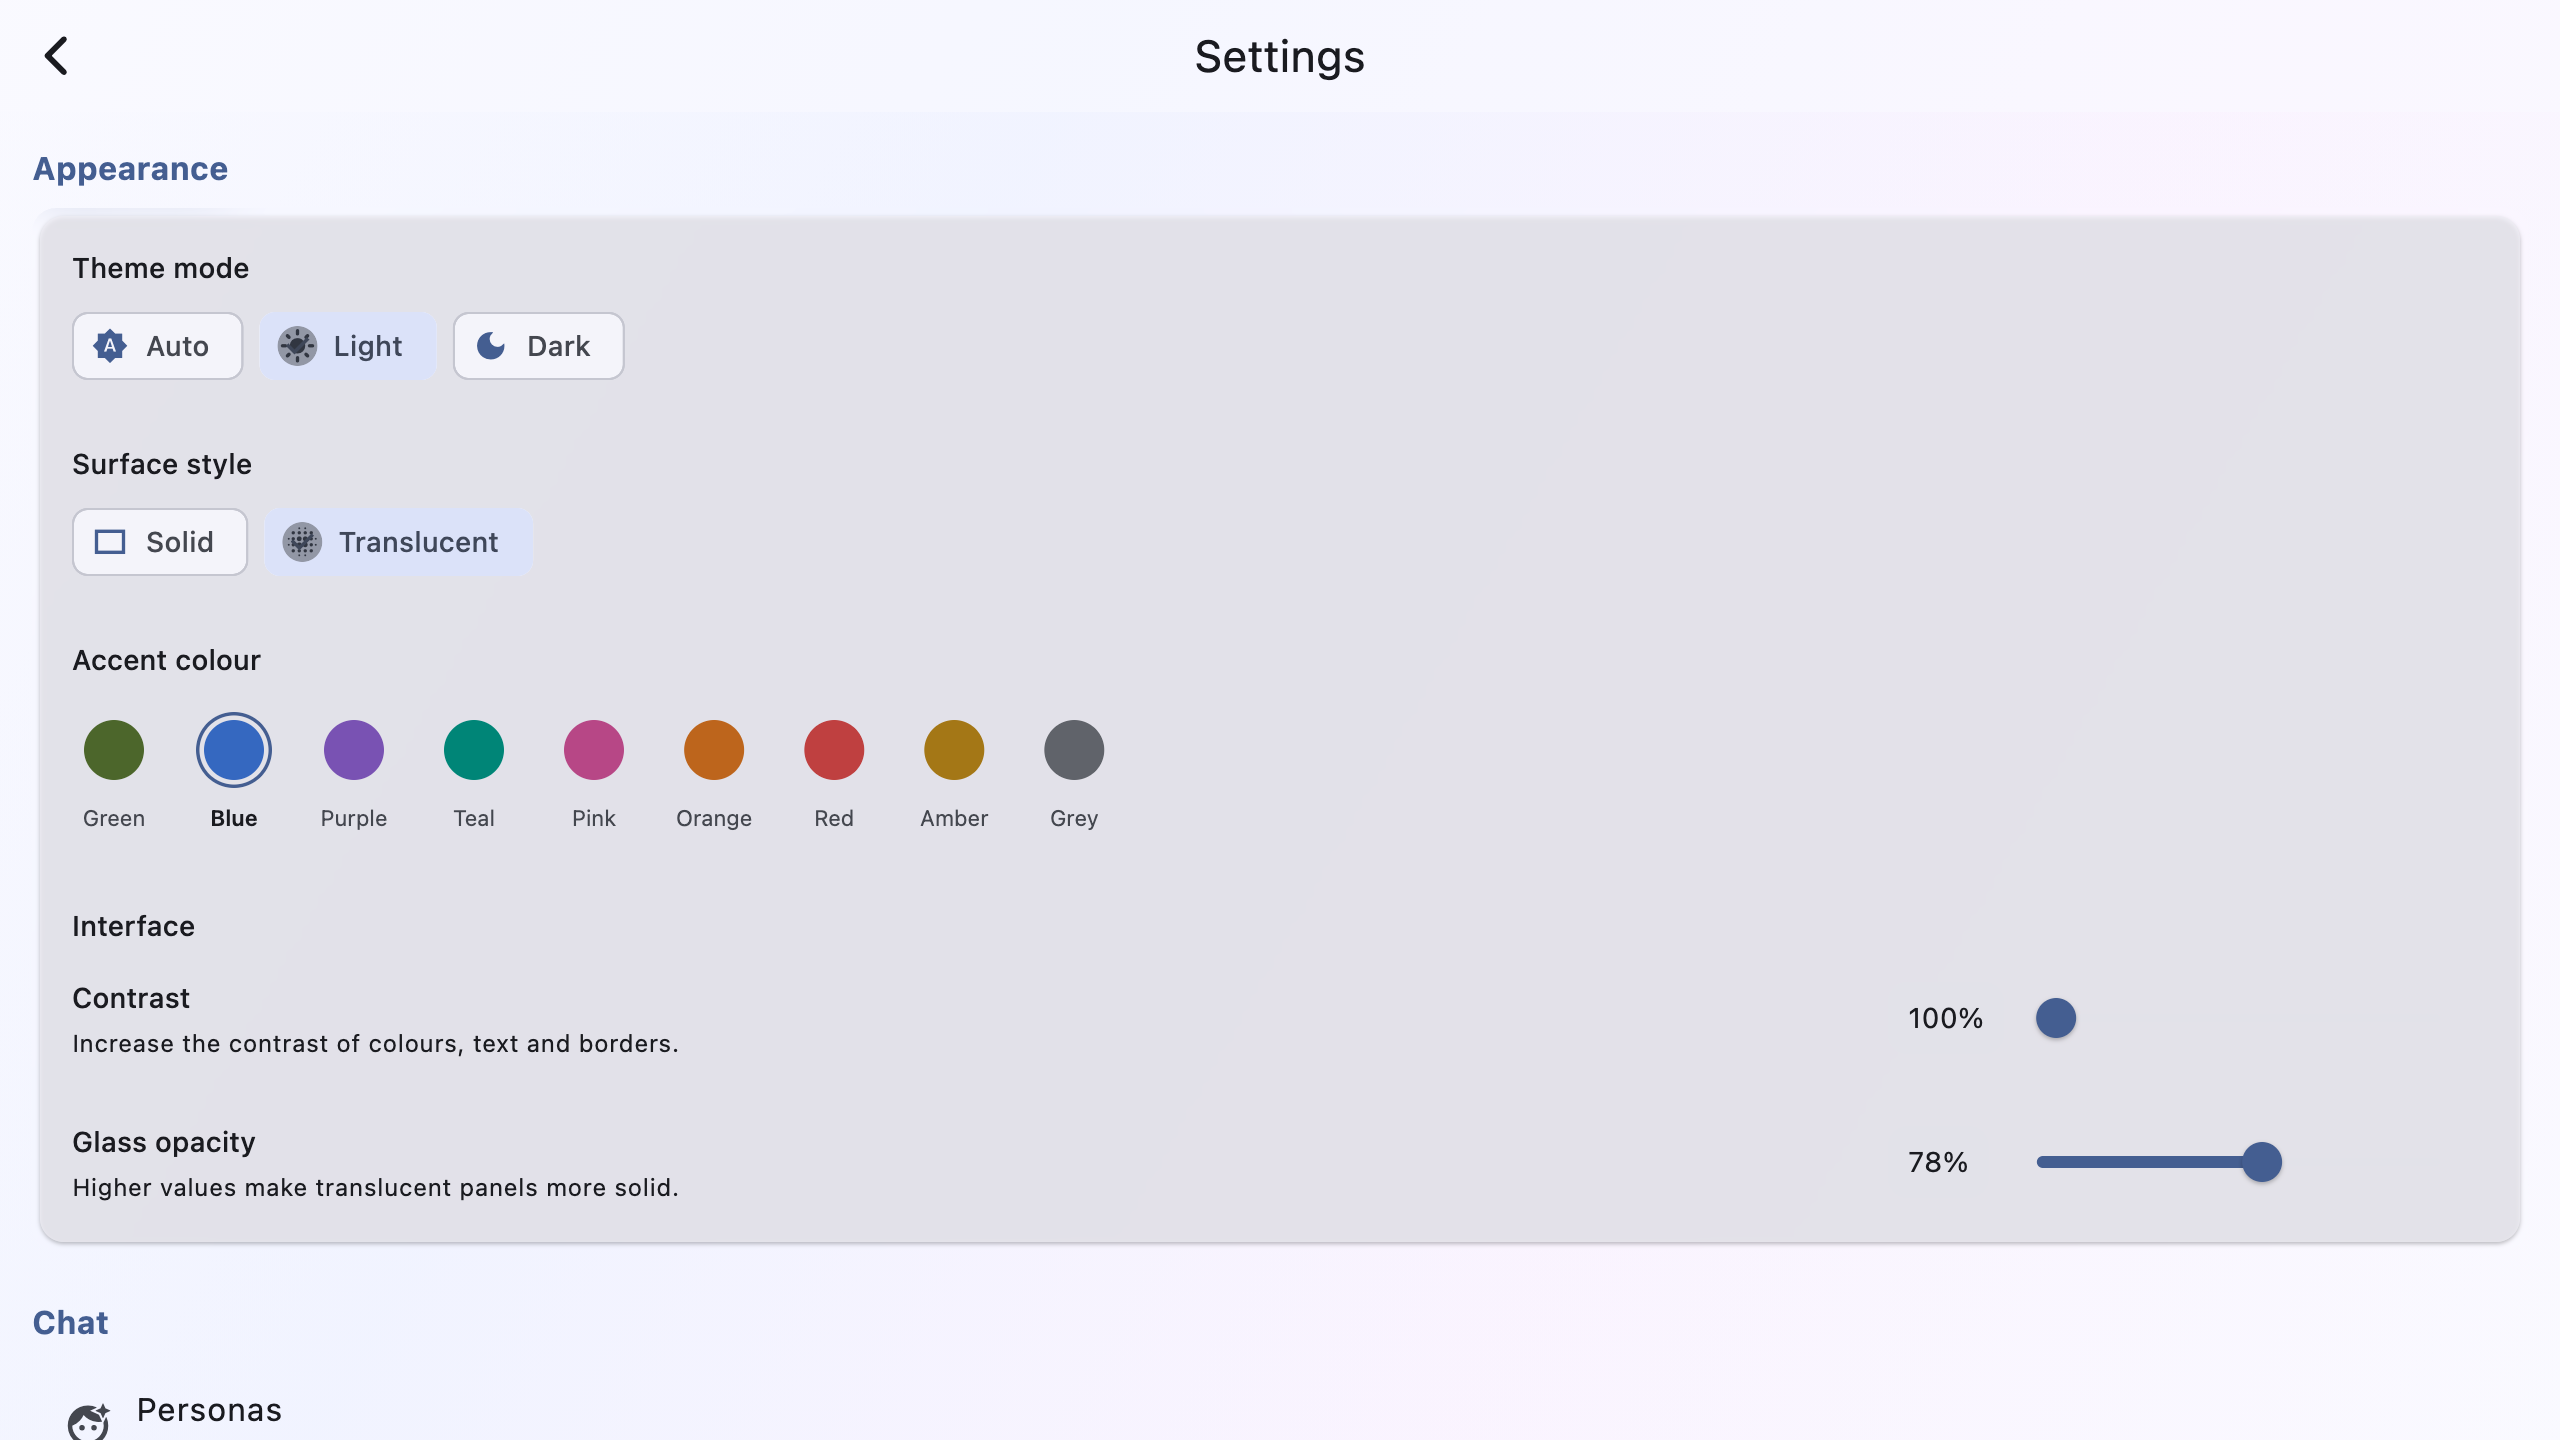 Settings
Appearance
Theme mode
A Auto Light Dark
Surface style
Solid Translucent
Accent colour
Green Blue Purple Teal Pink Orange Red Amber Grey
Interface
Contrast
Increase the contrast of colours, text and borders.
100%
Glass opacity
Higher values make translucent panels more solid.
78%
Chat
Personas